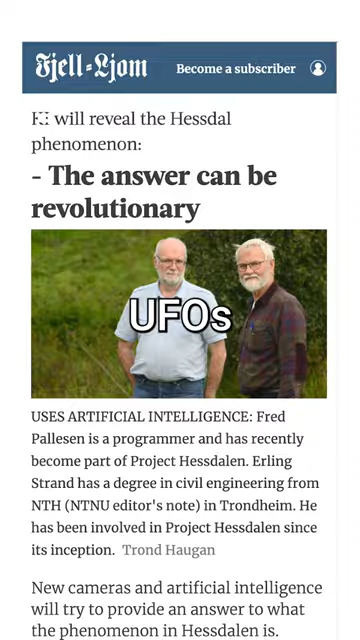 Fjell-Ljom
Become a subscriber
will reveal the Hessdal
phenomenon:
- The answer can be
revolutionary
UFOs
USES ARTIFICIAL INTELLIGENCE: Fred
Pallesen is a programmer and has recently
become part of Project Hessdalen. Erling
Strand has a degree in civil engineering from
NTH (NTNU editor's note) in Trondheim. He
has been involved in Project Hessdalen since
its inception. Trond Haugan
New cameras and artificial intelligence
will try to provide an answer to what
the phenomenon in Hessdalen is.